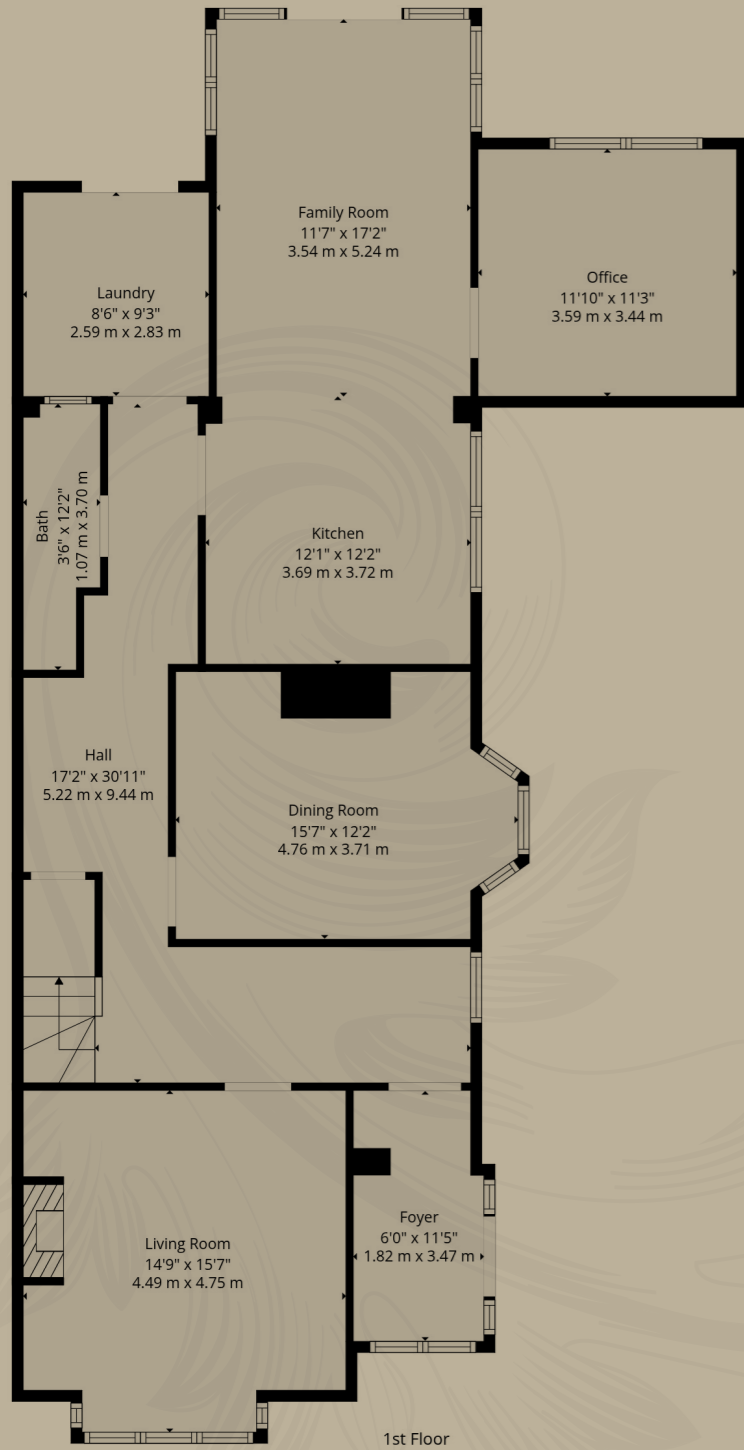 Family Room
11'7" x 17'2"
3.54 m x 5.24 m
Office
11'10" x 11'3"
3.59 m x 3.44 m
Laundry
8'6" x 9'3"
2.59 m x 2.83 m
Bath
3'6" x 12'2"
1.07 m x 3.70 m
Kitchen
12'1" x 12'2"
3.69 m x 3.72 m
Hall
17'2" x 30'11"
5.22 m x 9.44 m
Dining Room
15'7" x 12'2"
4.76 m x 3.71 m
Foyer
6'0" x 11'5"
1.82 m x 3.47 m
Living Room
14'9" x 15'7"
4.49 m x 4.75 m
1st Floor